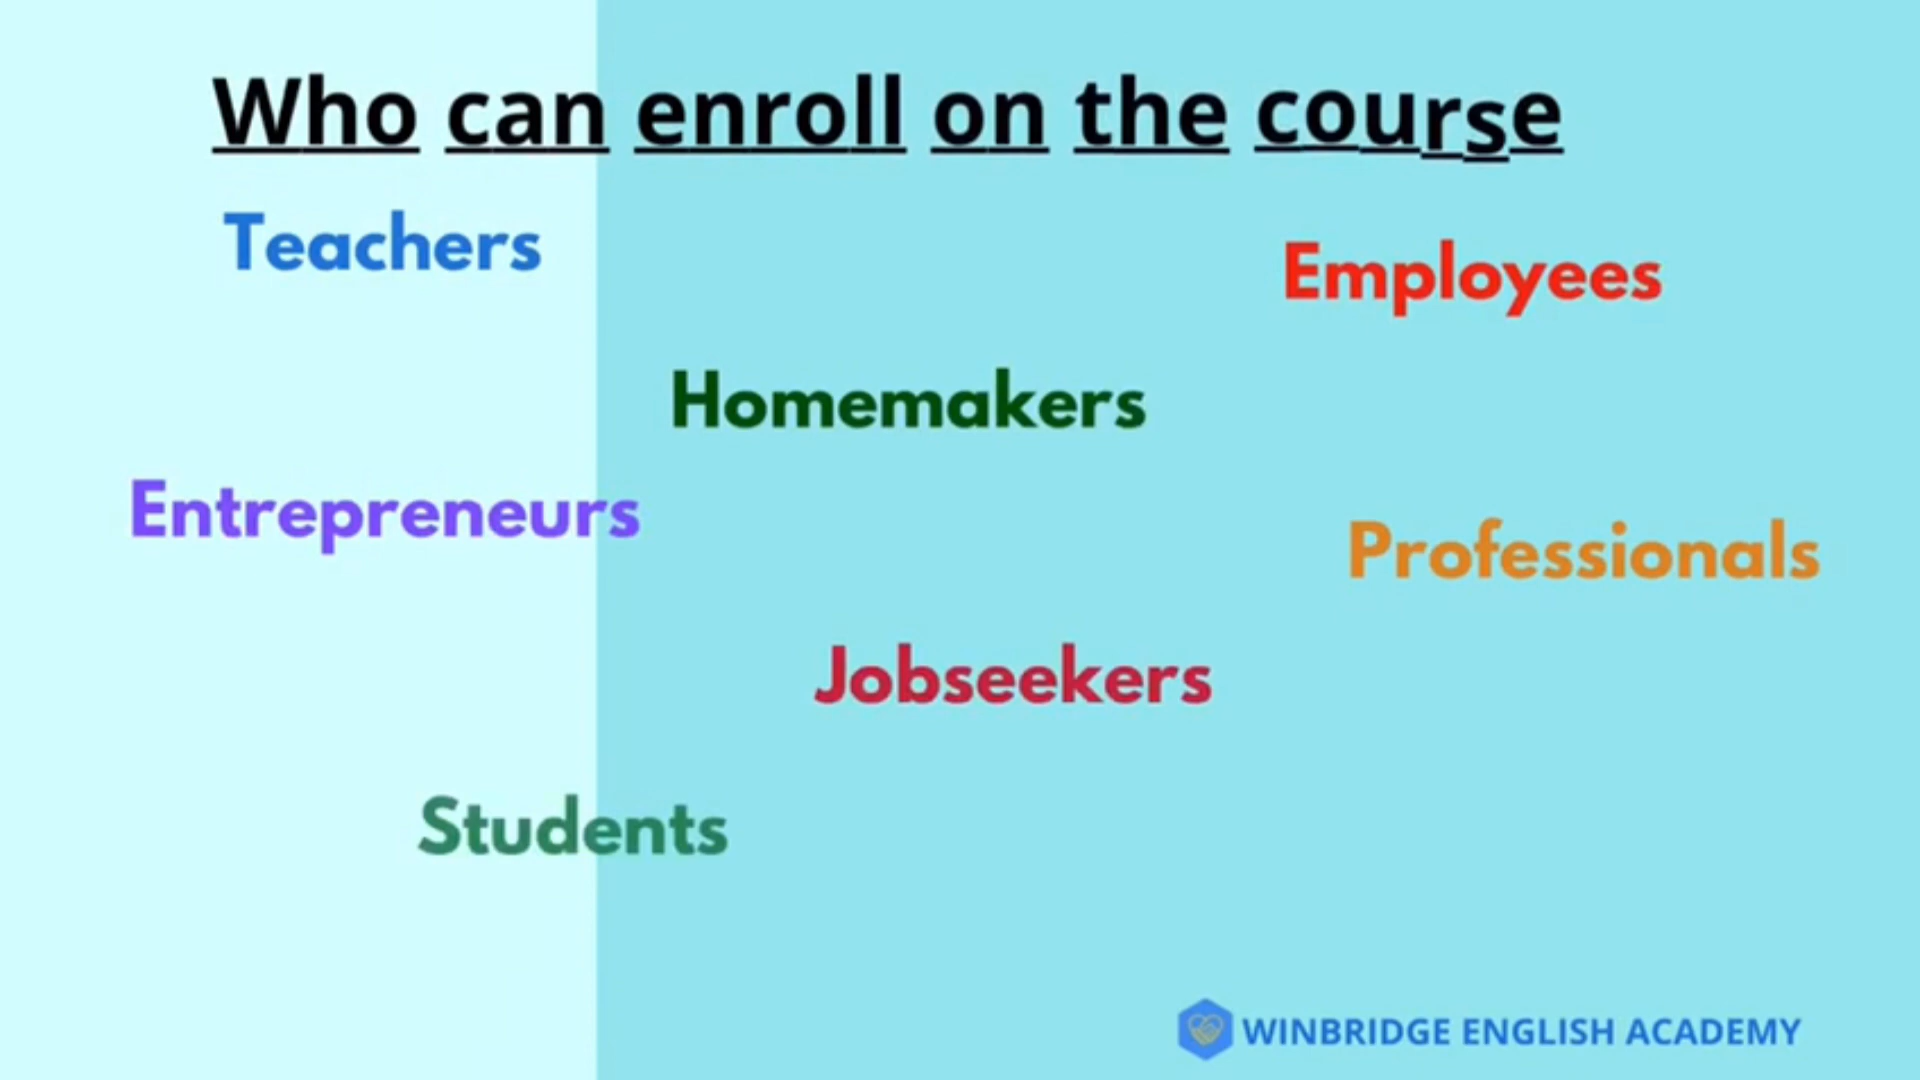 Who can enroll on the course
Teachers
Employees
Homemakers
Entrepreneurs
Professionals
Jobseekers
Students
WINBRIDGE ENGLISH ACADEMY